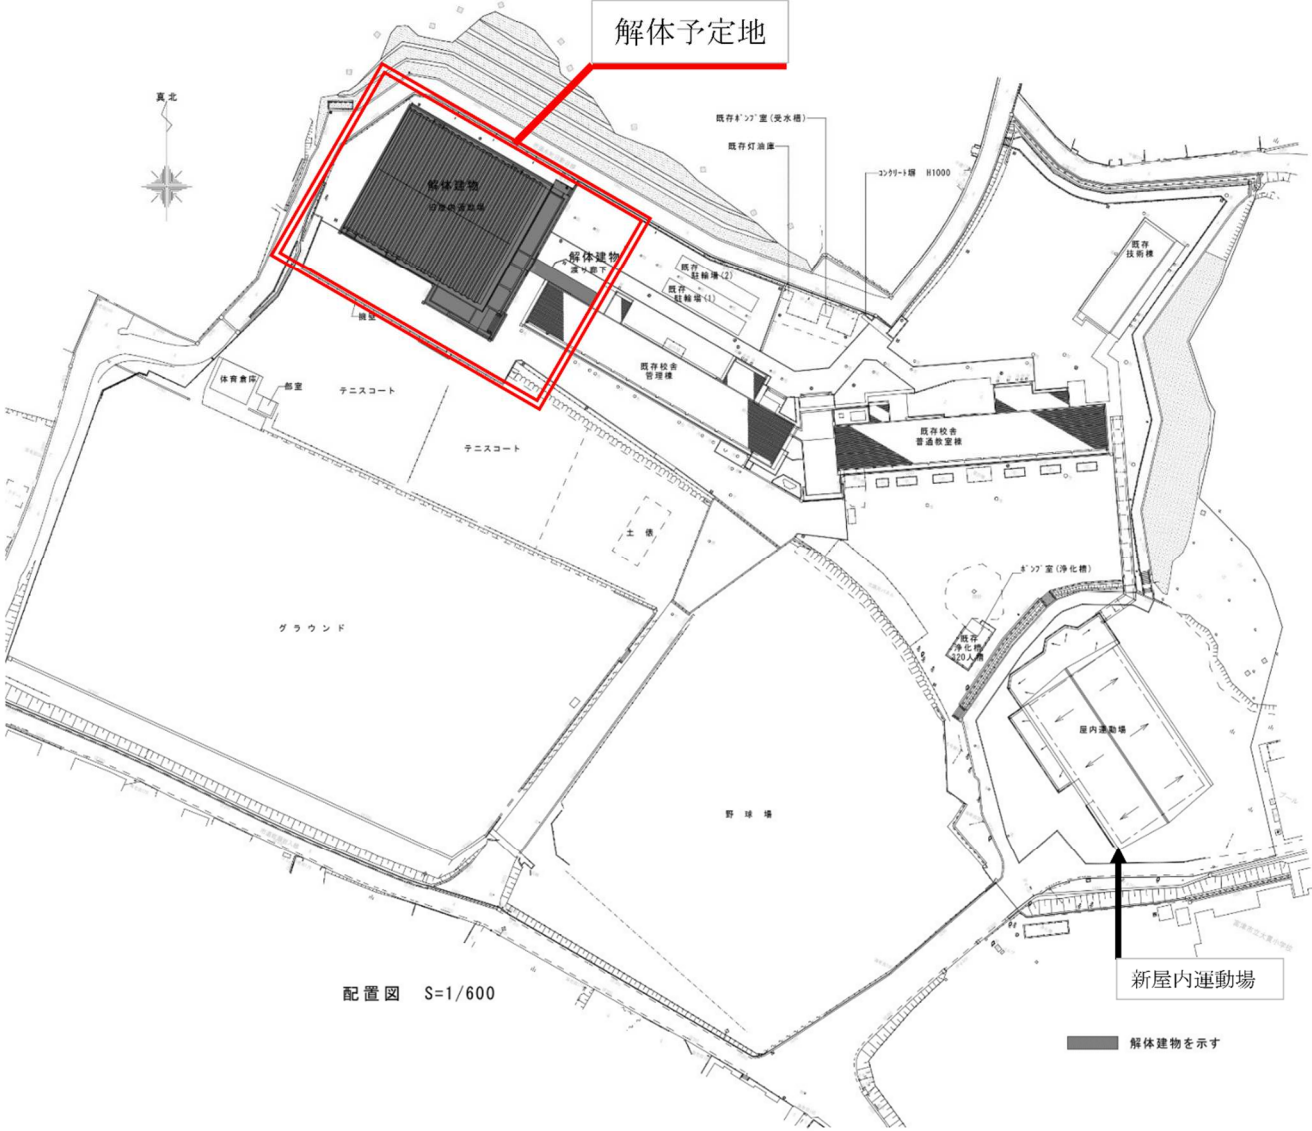 解体予定地
真北
既存ポンプ室(受水槽)
既存灯油庫
コンクリート塀 H1000
解体建物
旧屋内運動場
解体建物
渡り廊下
既存
駐輪場(2)
既存
駐輪場(1)
既存
技術棟
擁壁
既存校舎
管理棟
体育倉庫
部室
テニスコート
テニスコート
既存校舎
普通教室棟
土俵
ポンプ室(浄化槽)
既存
浄化槽
320人槽
グラウンド
屋内運動場
野球場
新屋内運動場
配置図 S=1/600
解体建物を示す